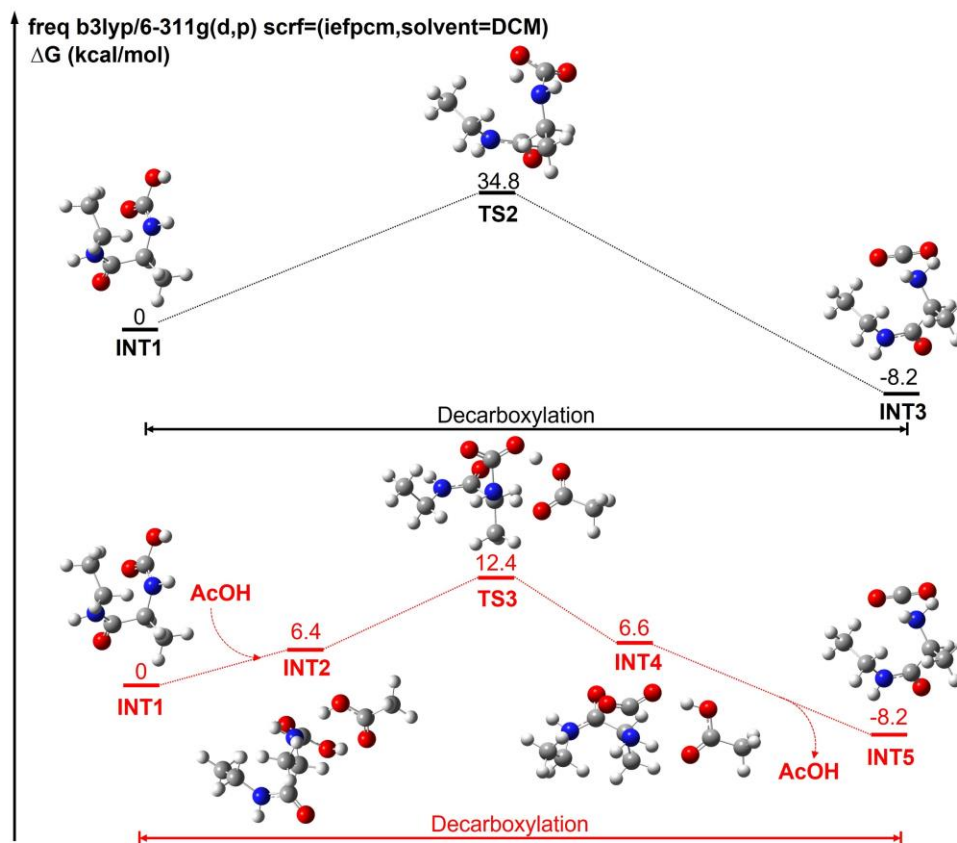 freq b3lyp/6-311g(d,p) scrf=(iefpcm,solvent=DCM)
ΔG (kcal/mol)
34.8
TS2
0
INT1
-8.2
INT3
Decarboxylation
12.4
TS3
AcOH
6.4
INT2
6.6
INT4
0
INT1
-8.2
INT5
AcOH
Decarboxylation